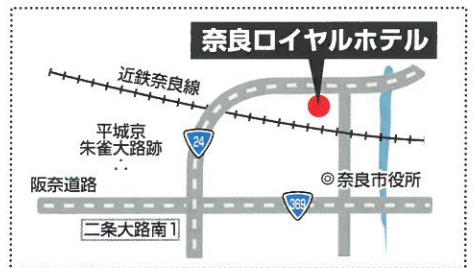 奈良ロイヤルホテル
近鉄奈良線
平城京
朱雀大路跡
24
阪奈道路
◎奈良市役所
369
二条大路南1